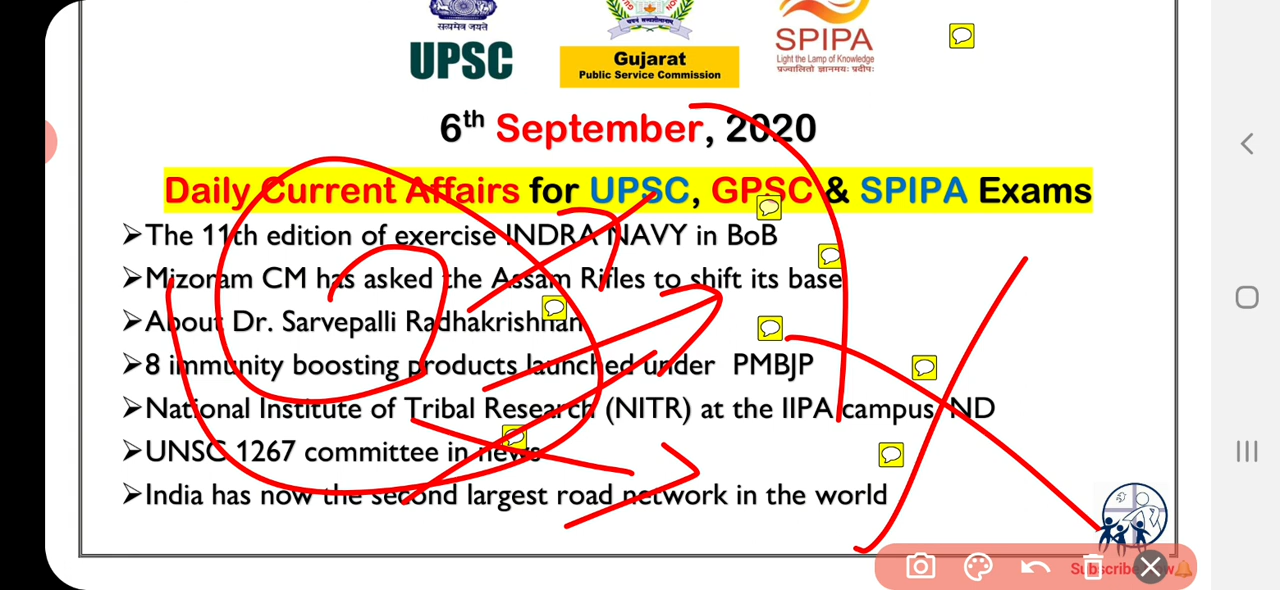 सत्यमेव जयते
UPSC
Gujarat
Public Service Commission
SPIPA
Light the Lamp of Knowledge
प्रज्वालितो ज्ञानमयः प्रदीपः
6th September, 2020
Daily Current Affairs for UPSC, GPSC & SPIPA Exams
➤The 11th edition of exercise INDRA NAVY in BoB
➤Mizoram CM has asked the Assam Rifles to shift its base
➤About Dr. Sarvepalli Radhakrishnan
➤8 immunity boosting products launched under PMBJP
➤National Institute of Tribal Research (NITR) at the IIPA campus, ND
➤UNSC 1267 committee in news
➤India has now the second largest road network in the world